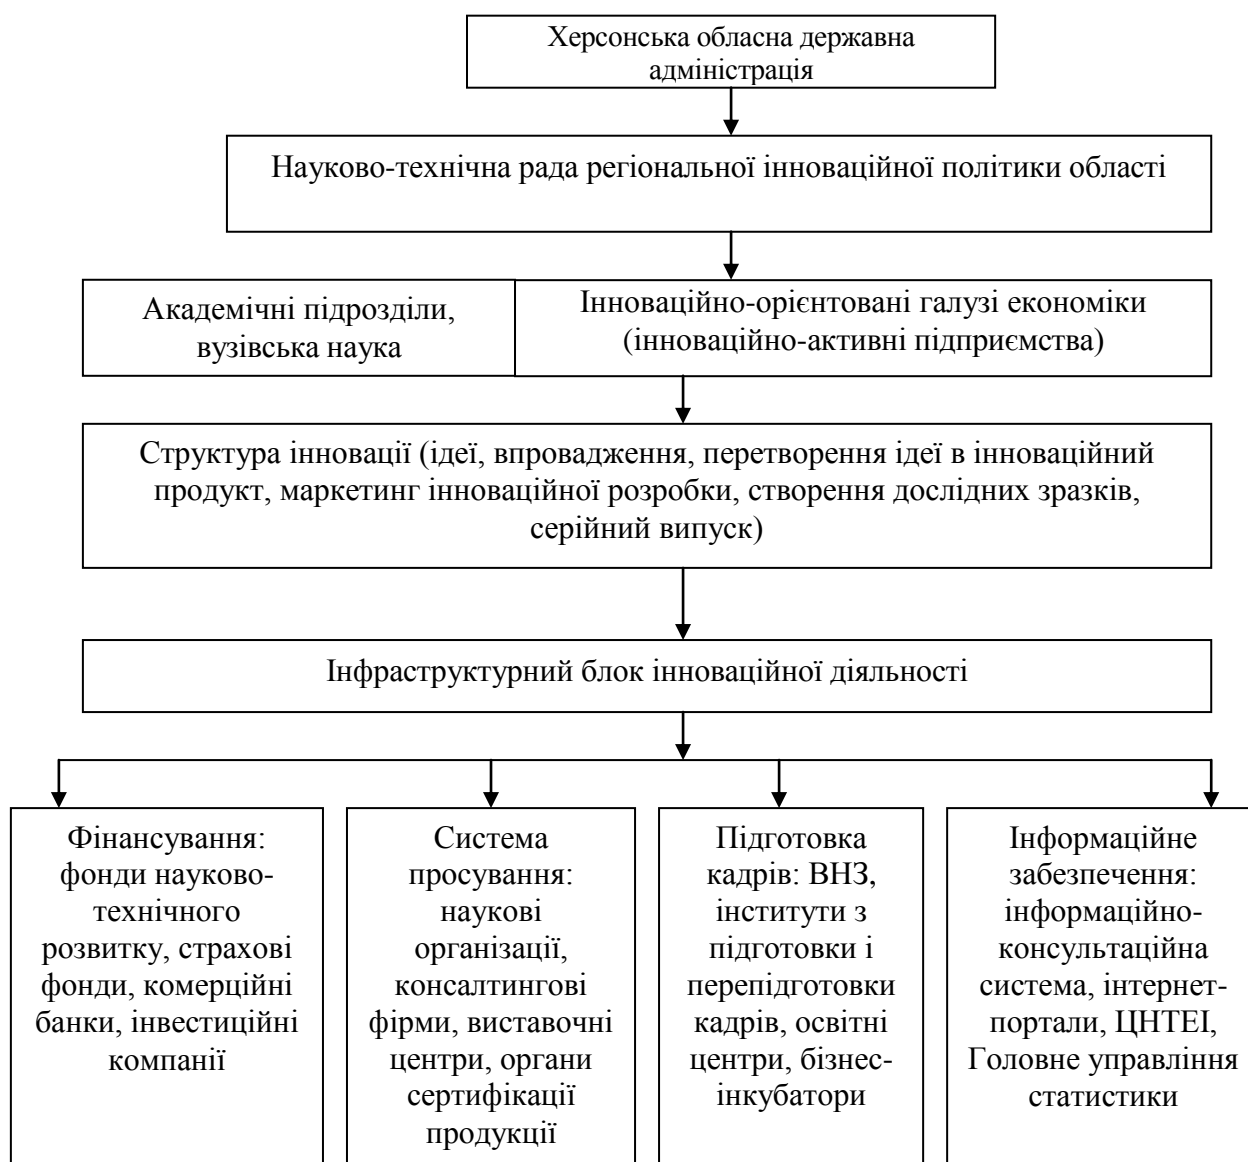 Херсонська обласна державна
адміністрація
Науково-технічна рада регіональної інноваційної політики області
Академічні підрозділи,
вузівська наука
Інноваційно-орієнтовані галузі економіки
(інноваційно-активні підприємства)
Структура інновації (ідеї, впровадження, перетворення ідеї в інноваційний
продукт, маркетинг інноваційної розробки, створення дослідних зразків,
серійний випуск)
Інфраструктурний блок інноваційної діяльності
Фінансування:
фонди науково-
технічного
розвитку, страхові
фонди, комерційні
банки, інвестиційні
компанії
Система
просування:
наукові
організації,
консалтингові
фірми, виставочні
центри, органи
сертифікації
продукції
Підготовка
кадрів: ВНЗ,
інститути з
підготовки і
перепідготовки
кадрів, освітні
центри, бізнес-
інкубатори
Інформаційне
забезпечення:
інформаційно-
консультаційна
система, інтернет-
портали, ЦНТЕІ,
Головне управління
статистики